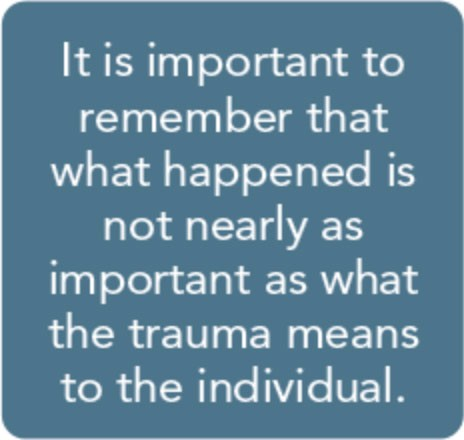 It is important to
remember that
what happened is
not nearly as
important as what
the trauma means
to the individual.